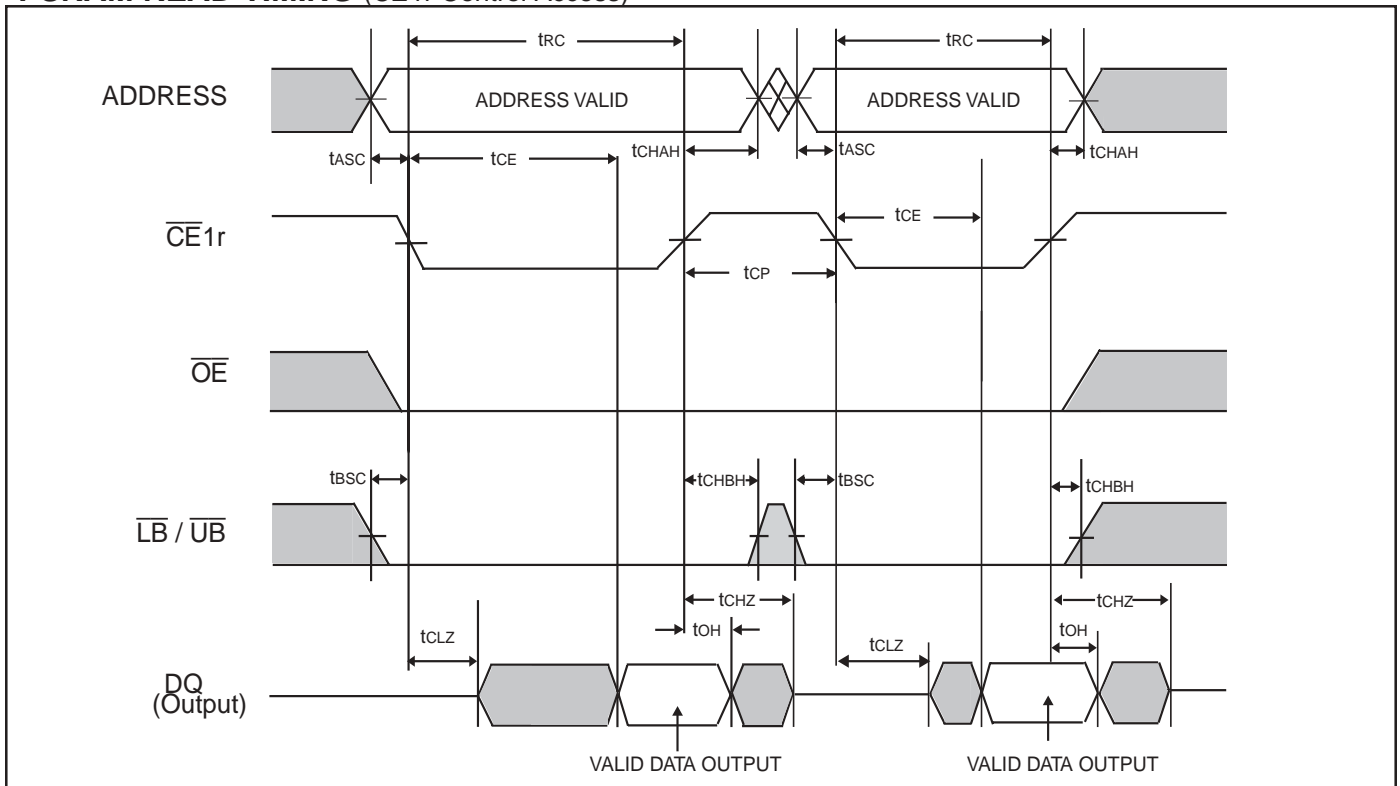 tRC
tRC
ADDRESS
ADDRESS VALID
ADDRESS VALID
tASC
tCE
tCHAH
tASC
tCHAH
CE1r
tCE
tCP
OE
tBSC
tCHBH
tBSC
tCHBH
LB / UB
tCHZ
tCHZ
tCLZ
tOH
tCLZ
tOH
DQ
(Output)
VALID DATA OUTPUT
VALID DATA OUTPUT